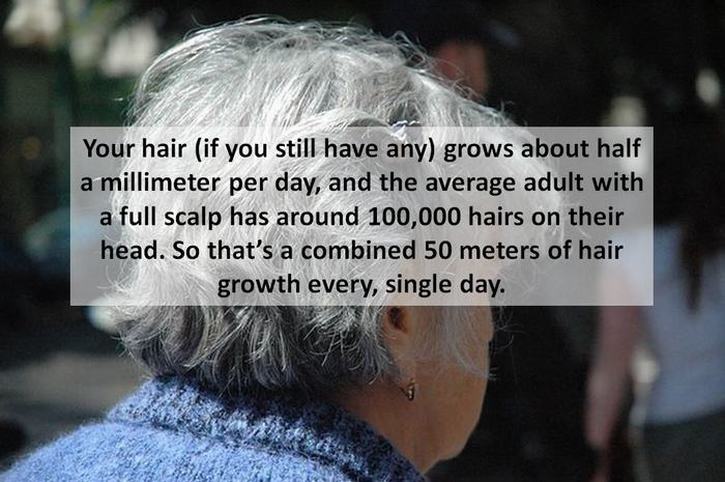 Your hair (if you still have any) grows about half
a millimeter per day, and the average adult with
a full scalp has around 100,000 hairs on their
head. So that’s a combined 50 meters of hair
growth every, single day.